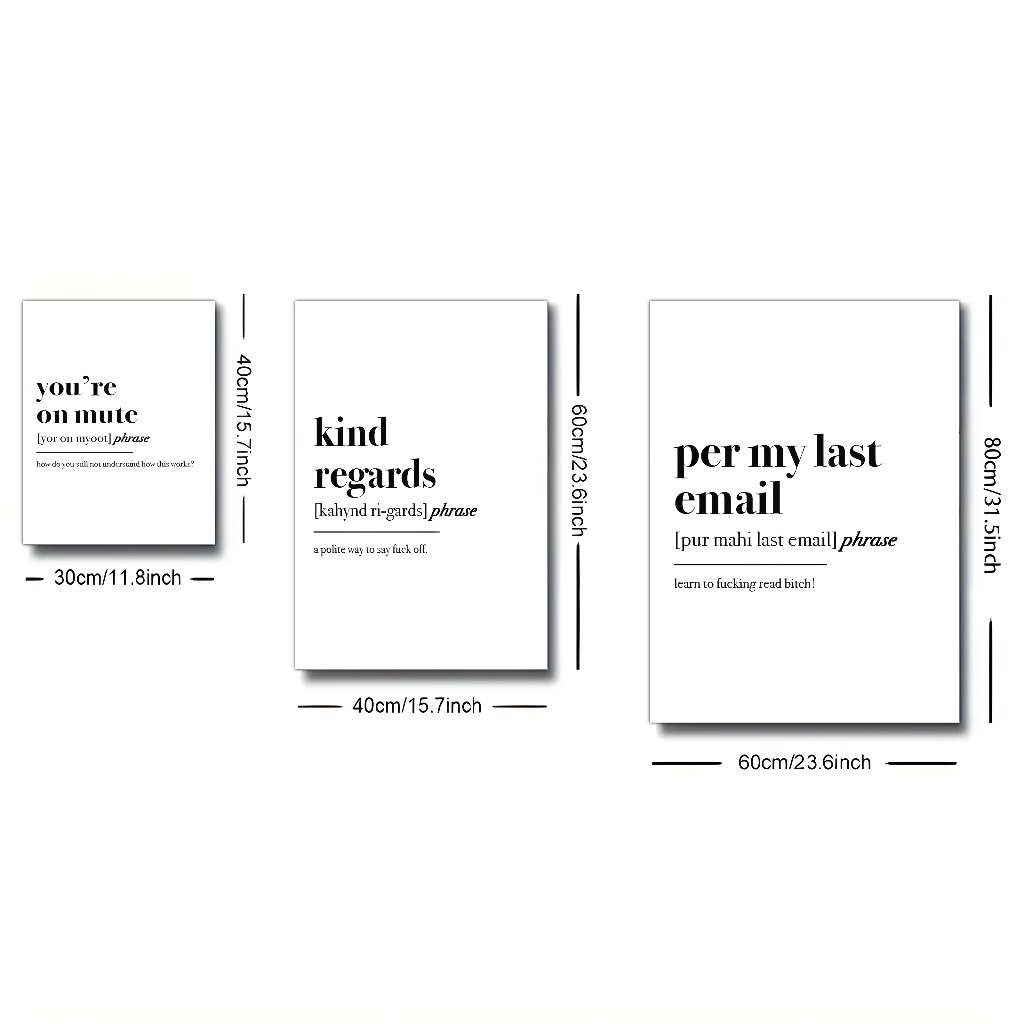 you're
on mute
[yor on myoot] phrase
how do you still not understand how this works?
40cm/15.7inch
30cm/11.8inch
kind
regards
[kahynd ri-gards] phrase
a polite way to say fuck off.
60cm/23.6inch
40cm/15.7inch
per my last
email
[pur mahi last email] phrase
learn to fucking read bitch!
80cm/31.5inch
60cm/23.6inch